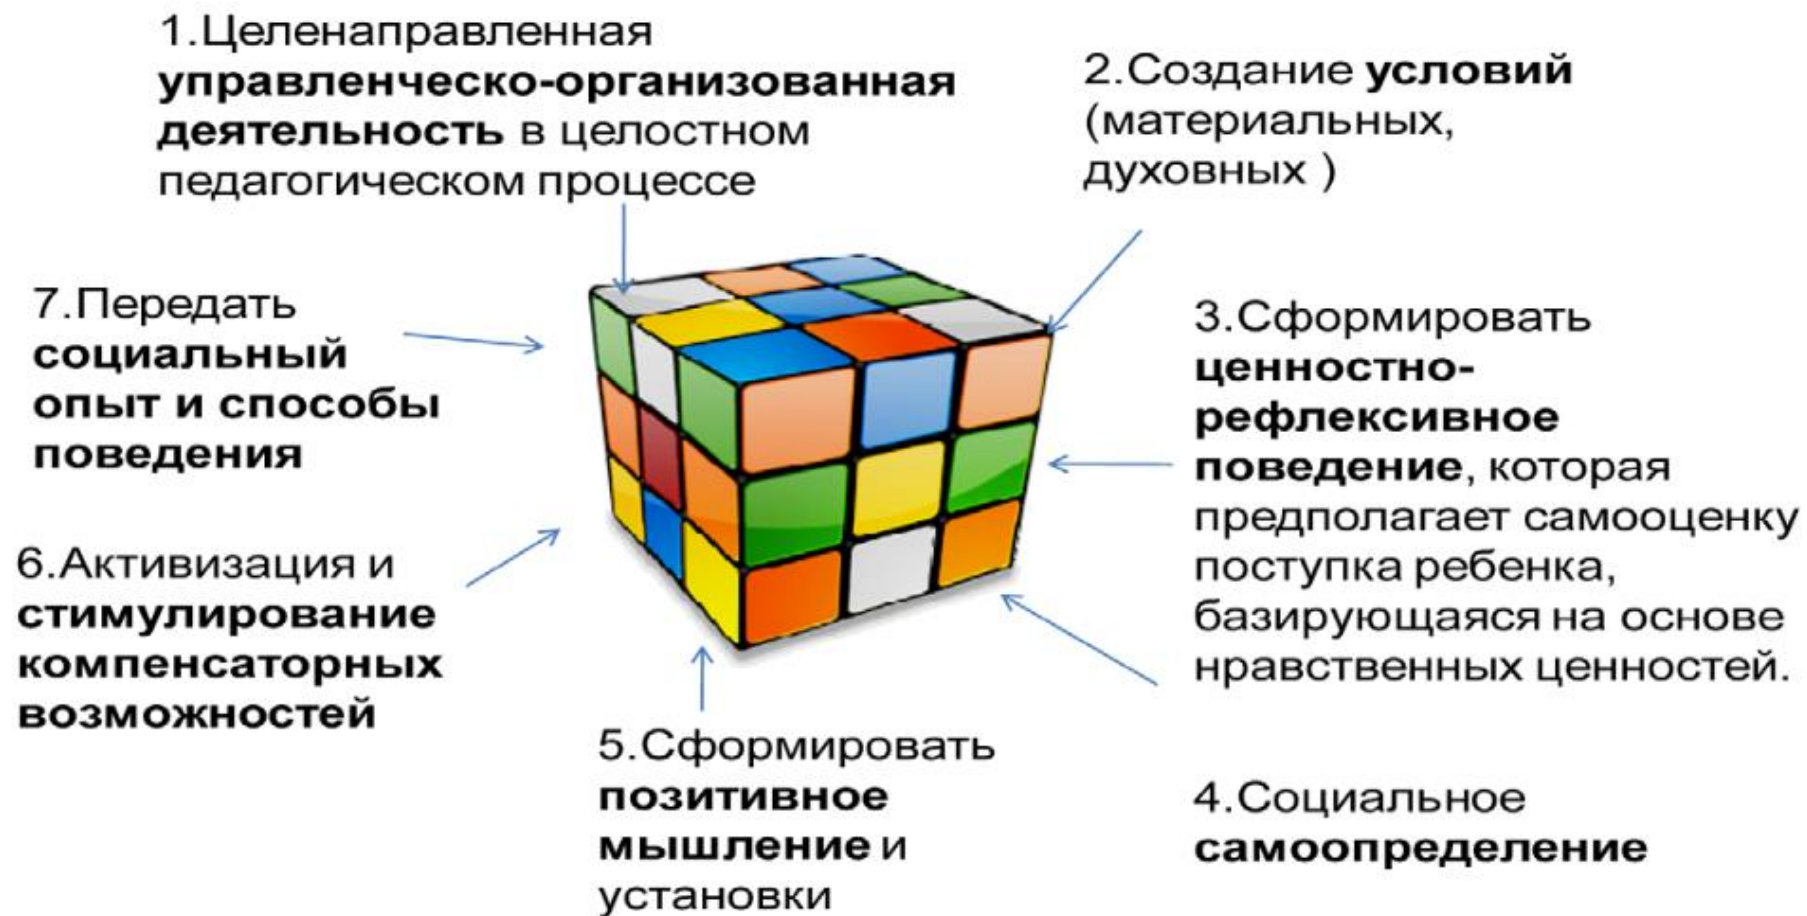 1.Целенаправленная
управленческо-организованная
деятельность в целостном
педагогическом процессе
2.Создание условий
(материальных,
духовных )
3.Сформировать
ценностно-
рефлексивное
поведение, которая
предполагает самооценку
поступка ребенка,
базирующаяся на основе
нравственных ценностей.
4.Социальное
самоопределение
5.Сформировать
позитивное
мышление и
установки
6.Активизация и
стимулирование
компенсаторных
возможностей
7.Передать
социальный
опыт и способы
поведения